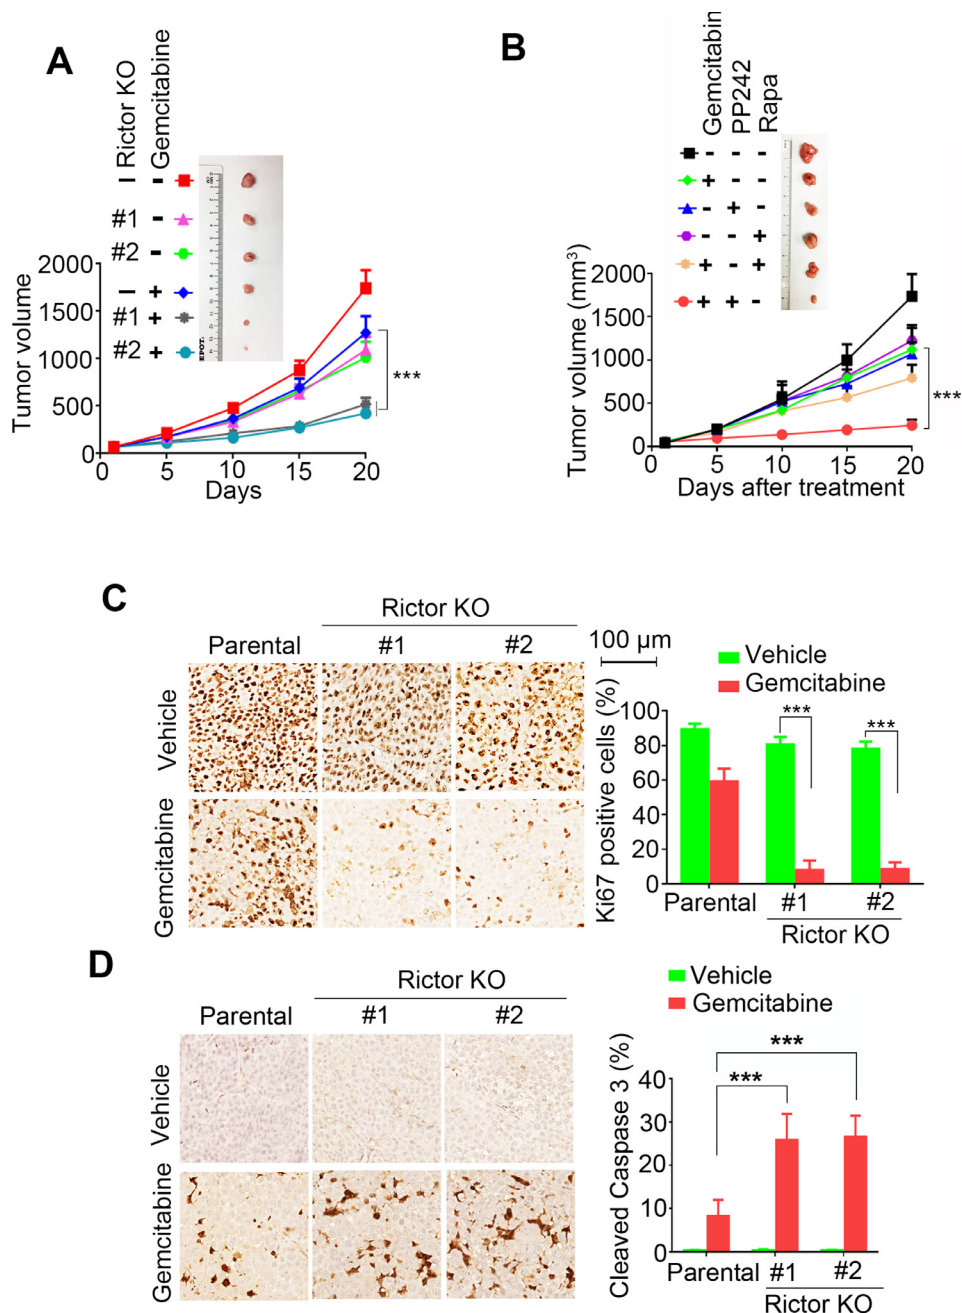 A
B
Rictor KO
Gemcitabine
– -
#1 -
#2 -
– +
#1 +
#2 +
Tumor volume
2000
1500
1000
500
0
0 5 10 15 20
Days
***
Gemcitabin
PP242
Rapa
- - -
+ - -
- + -
- - +
+ - +
+ + -
Tumor volume (mm³)
2000
1500
1000
500
0
0 5 10 15 20
Days after treatment
***
C
Rictor KO
Parental #1 #2
Vehicle
Gemcitabine
100 µm
Vehicle
Gemcitabine
Ki67 positive cells (%)
100
80
60
40
20
0
*** ***
Parental #1 #2
Rictor KO
D
Rictor KO
Parental #1 #2
Vehicle
Gemcitabine
Vehicle
Gemcitabine
Cleaved Caspase 3 (%)
40
30
20
10
0
***
***
Parental #1 #2
Rictor KO